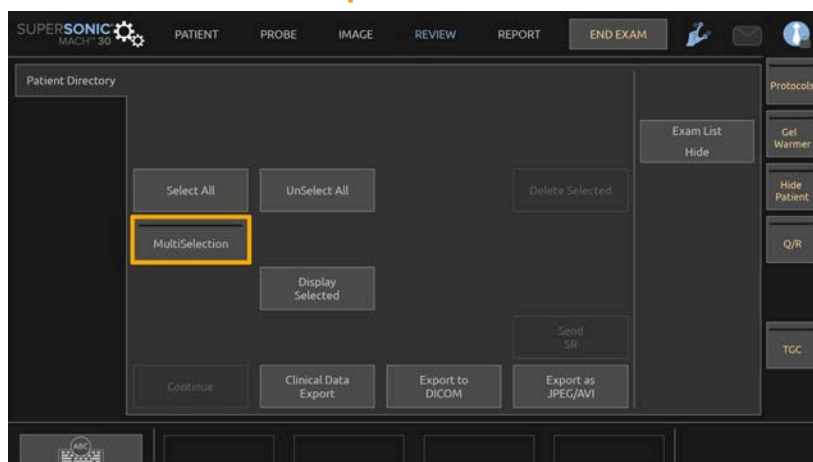 SUPERSONIC
MACH™ 30
PATIENT
PROBE
IMAGE
REVIEW
REPORT
END EXAM
Patient Directory
Protocols
Exam List
Hide
Gel
Warmer
Select All
UnSelect All
Delete Selected
Hide
Patient
MultiSelection
Q/R
Display
Selected
Send
SR
TGC
Continue
Clinical Data
Export
Export to
DICOM
Export as
JPEG/AVI
ABC